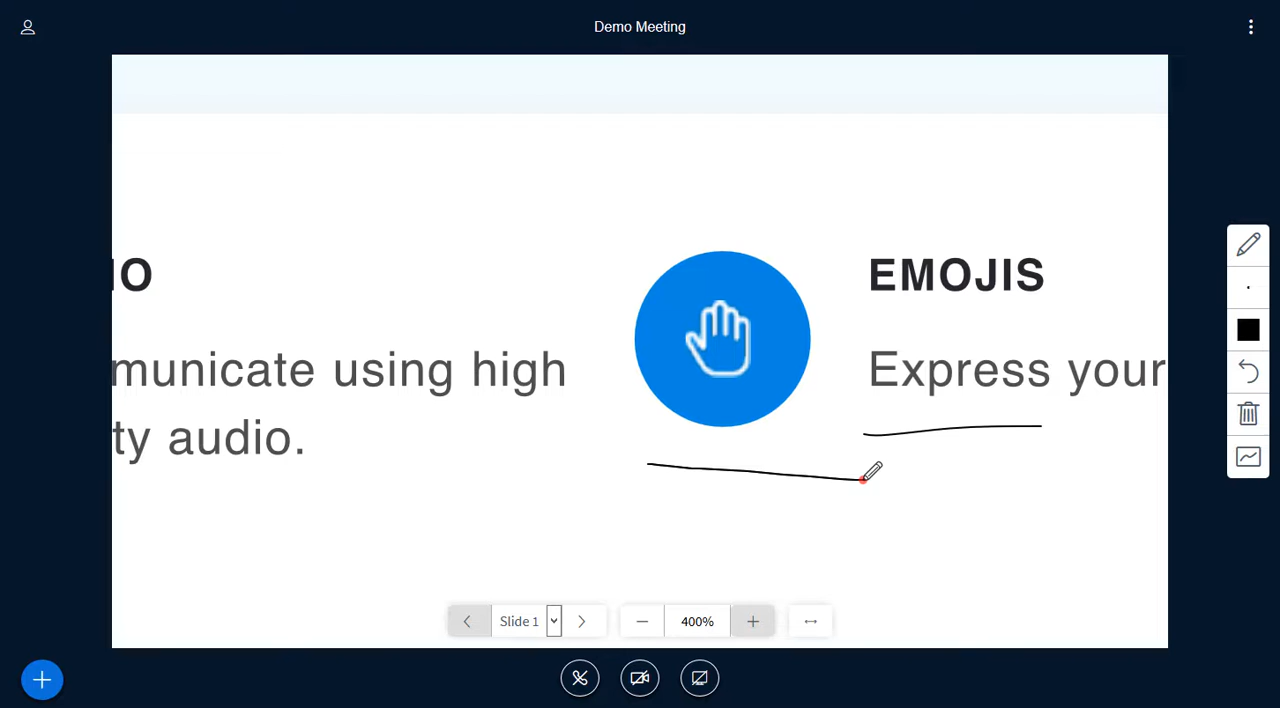 Demo Meeting
IO
municate using high
ty audio.
EMOJIS
Express your
Slide 1
400%